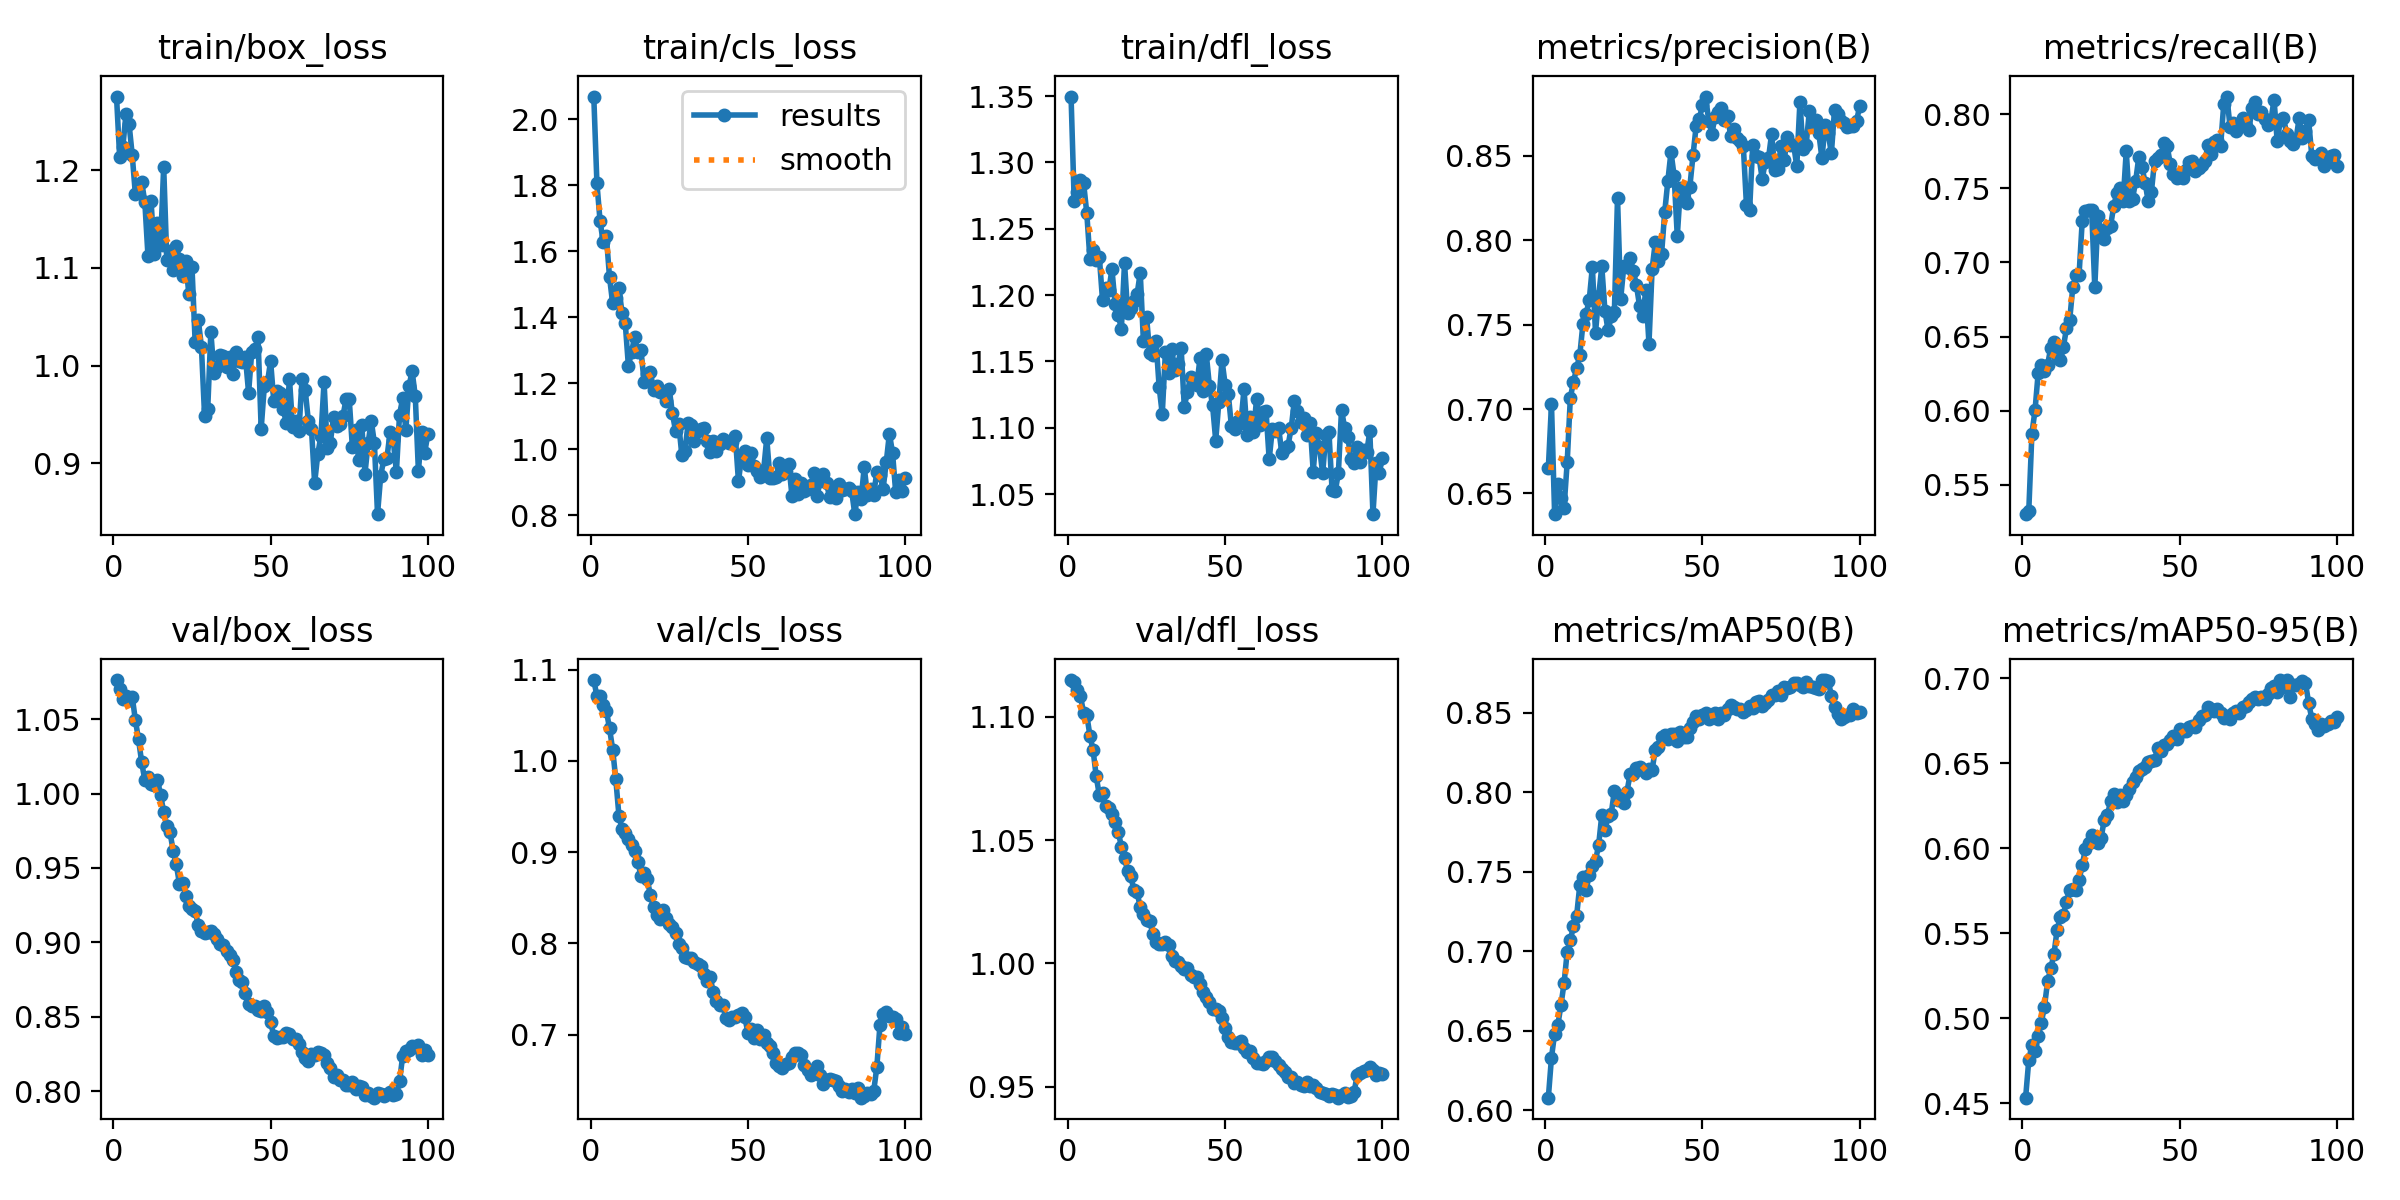 train/box_loss
1.2
1.1
1.0
0.9
0 50 100
train/cls_loss
results
smooth
2.0
1.8
1.6
1.4
1.2
1.0
0.8
0 50 100
train/dfl_loss
1.35
1.30
1.25
1.20
1.15
1.10
1.05
0 50 100
metrics/precision(B)
0.85
0.80
0.75
0.70
0.65
0 50 100
metrics/recall(B)
0.80
0.75
0.70
0.65
0.60
0.55
0 50 100
val/box_loss
1.05
1.00
0.95
0.90
0.85
0.80
0 50 100
val/cls_loss
1.1
1.0
0.9
0.8
0.7
0 50 100
val/dfl_loss
1.10
1.05
1.00
0.95
0 50 100
metrics/mAP50(B)
0.85
0.80
0.75
0.70
0.65
0.60
0 50 100
metrics/mAP50-95(B)
0.70
0.65
0.60
0.55
0.50
0.45
0 50 100